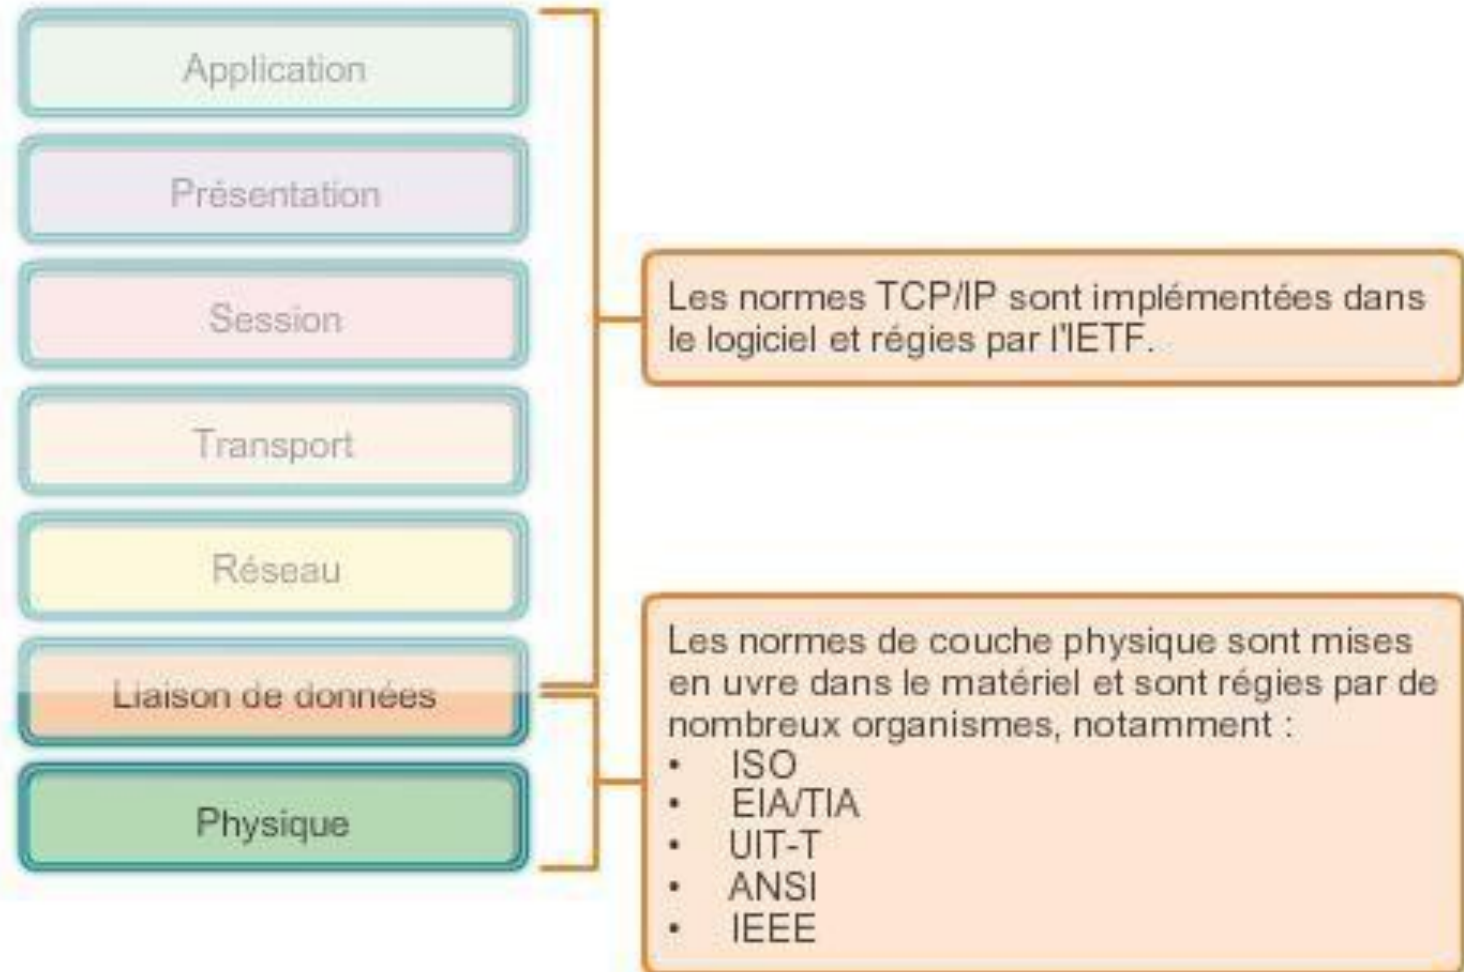 Application
Présentation
Session
Transport
Réseau
Liaison de données
Physique
Les normes TCP/IP sont implémentées dans
le logiciel et régies par l'IETF.
Les normes de couche physique sont mises
en uvre dans le matériel et sont régies par de
nombreux organismes, notamment :
• ISO
• EIA/TIA
• UIT-T
• ANSI
• IEEE